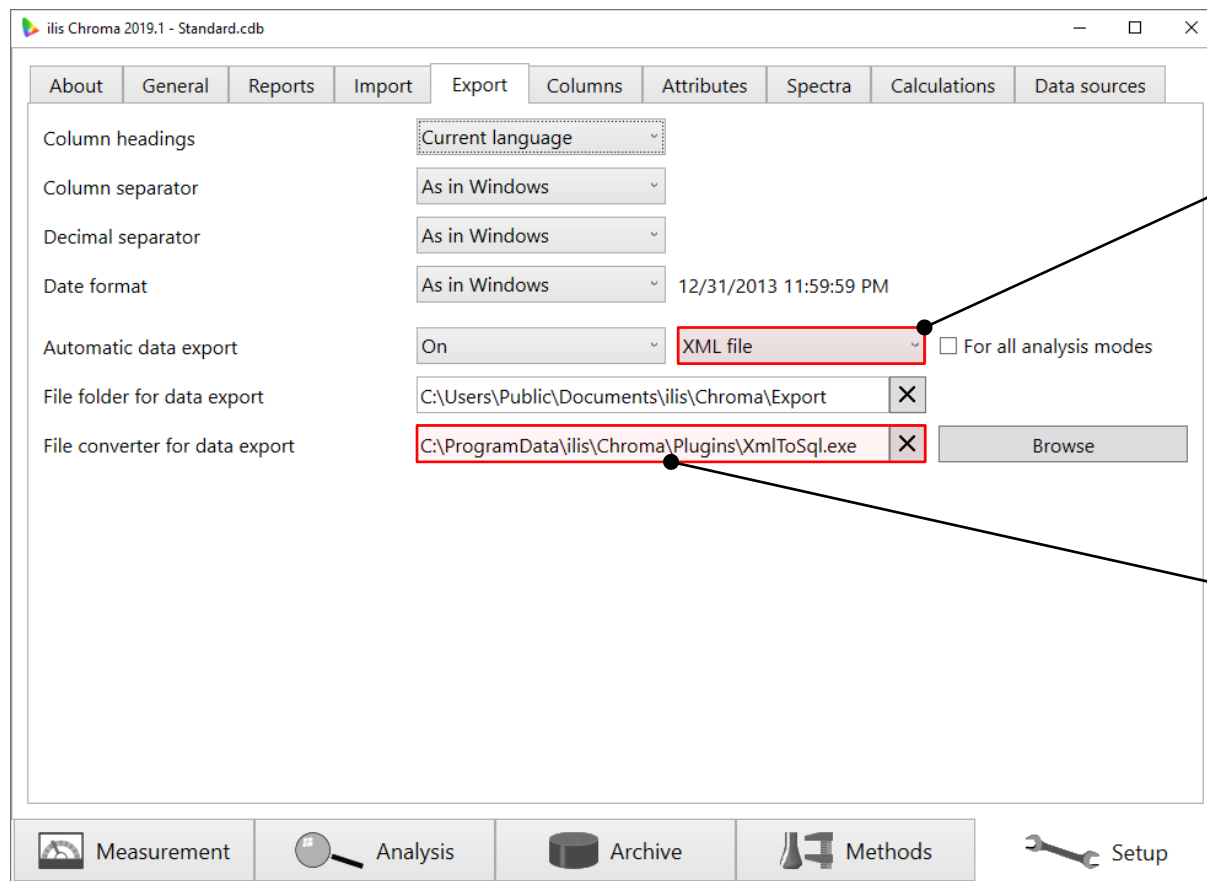 ilis Chroma 2019.1 - Standard.cdb
About General Reports Import Export Columns Attributes Spectra Calculations Data sources
Column headings Current language
Column separator As in Windows
Decimal separator As in Windows
Date format As in Windows 12/31/2013 11:59:59 PM
Automatic data export On XML file For all analysis modes
File folder for data export C:\Users\Public\Documents\ilis\Chroma\Export
File converter for data export C:\ProgramData\ilis\Chroma\Plugins\XmlToSql.exe Browse
Measurement Analysis Archive Methods Setup